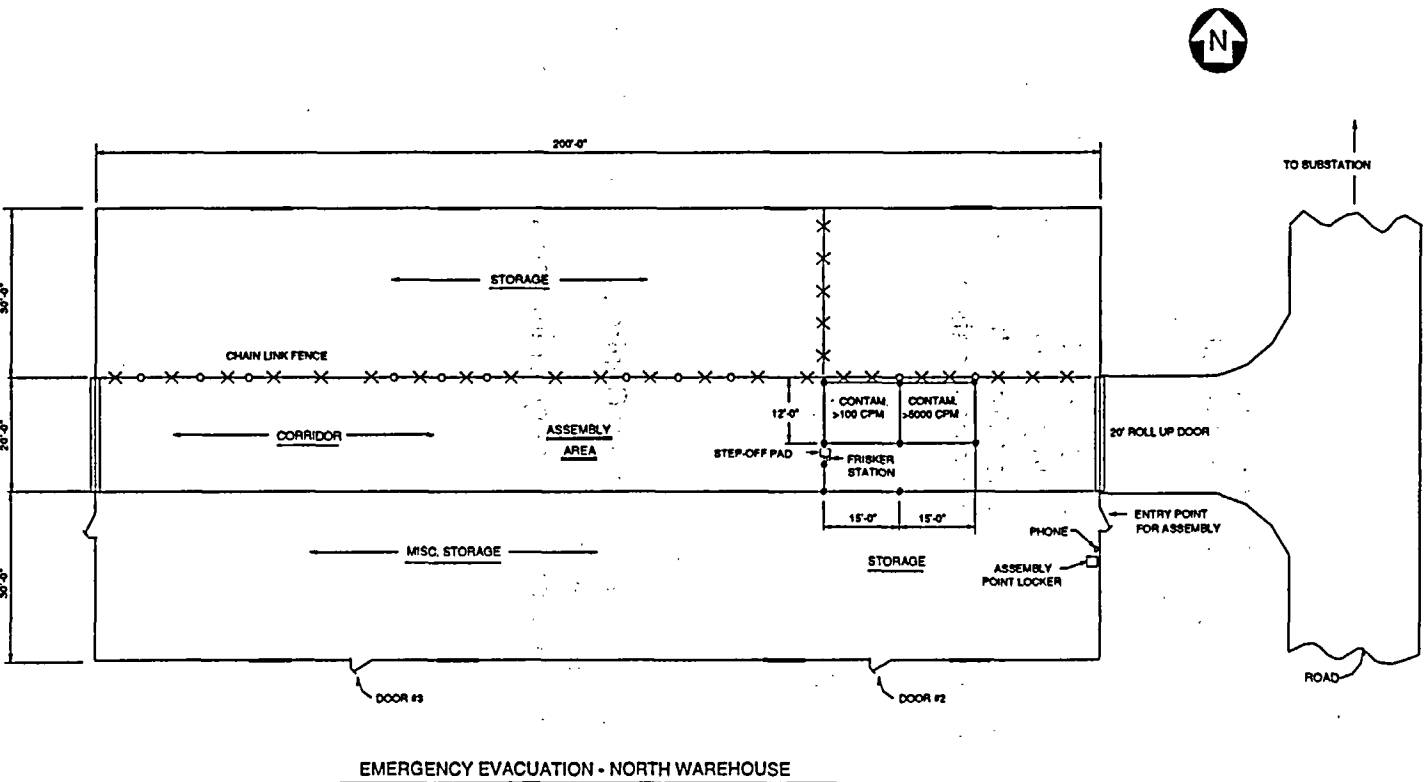 N
200'-0"
TO SUBSTATION
30'-0"
STORAGE
CHAIN LINK FENCE
20'-0"
CORRIDOR
ASSEMBLY
AREA
12'-0"
CONTAM.
>100 CPM
CONTAM.
>5000 CPM
STEP-OFF PAD
FRISKER
STATION
20' ROLL UP DOOR
15'-0"
15'-0"
ENTRY POINT
FOR ASSEMBLY
PHONE
30'-0"
MISC. STORAGE
STORAGE
ASSEMBLY
POINT LOCKER
DOOR #3
DOOR #2
ROAD
EMERGENCY EVACUATION - NORTH WAREHOUSE